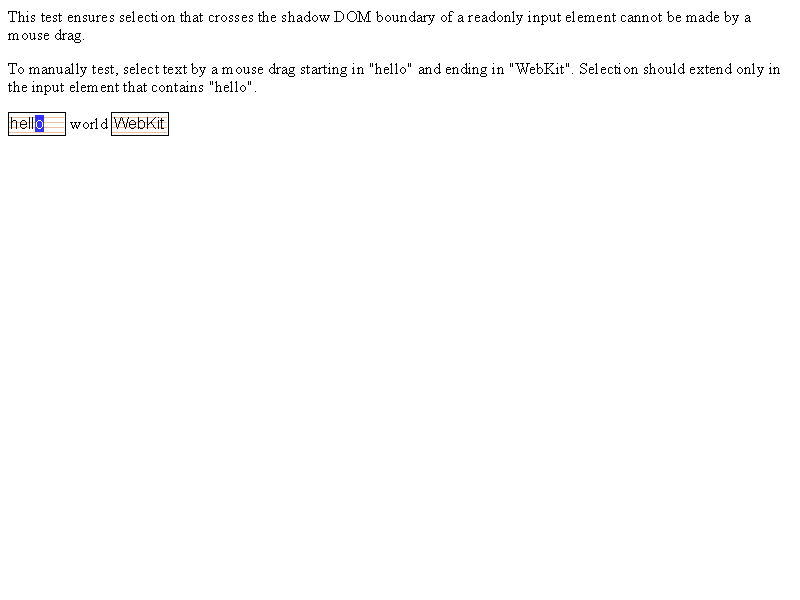 This test ensures selection that crosses the shadow DOM boundary of a readonly input element cannot be made by a
mouse drag.
To manually test, select text by a mouse drag starting in "hello" and ending in "WebKit". Selection should extend only in
the input element that contains "hello".
hello world WebKit